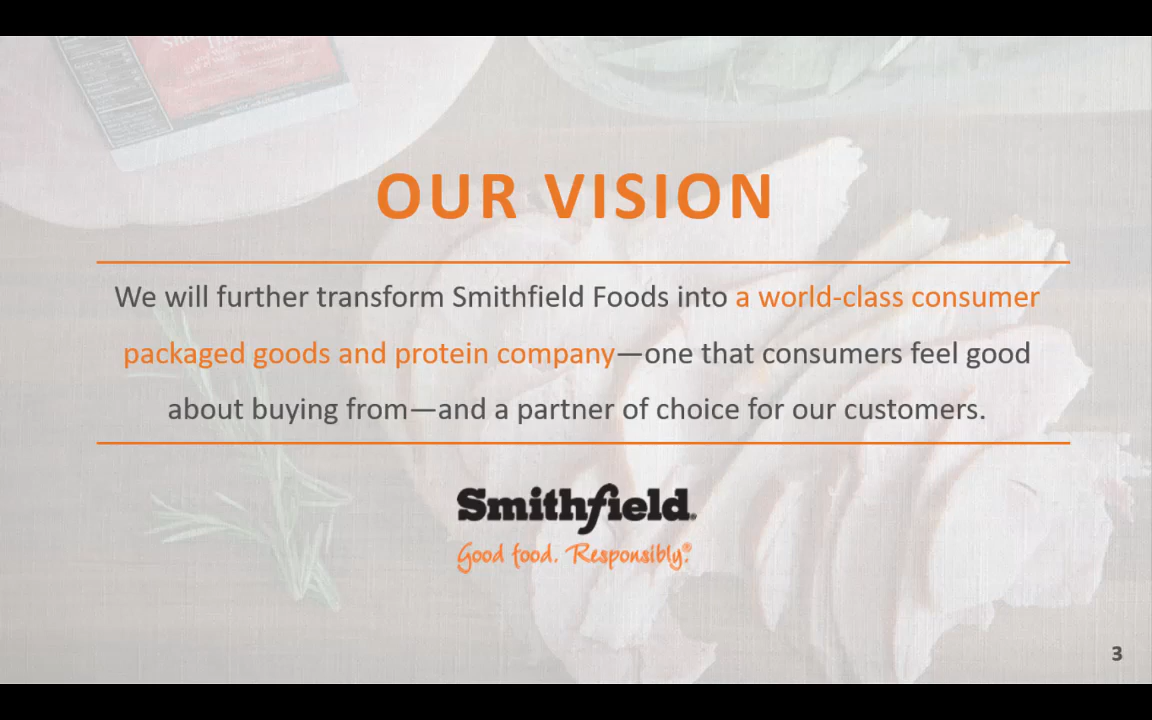 OUR VISION
We will further transform Smithfield Foods into a world-class consumer
packaged goods and protein company—one that consumers feel good
about buying from—and a partner of choice for our customers.
Smithfield®
Good food. Responsibly.®
3